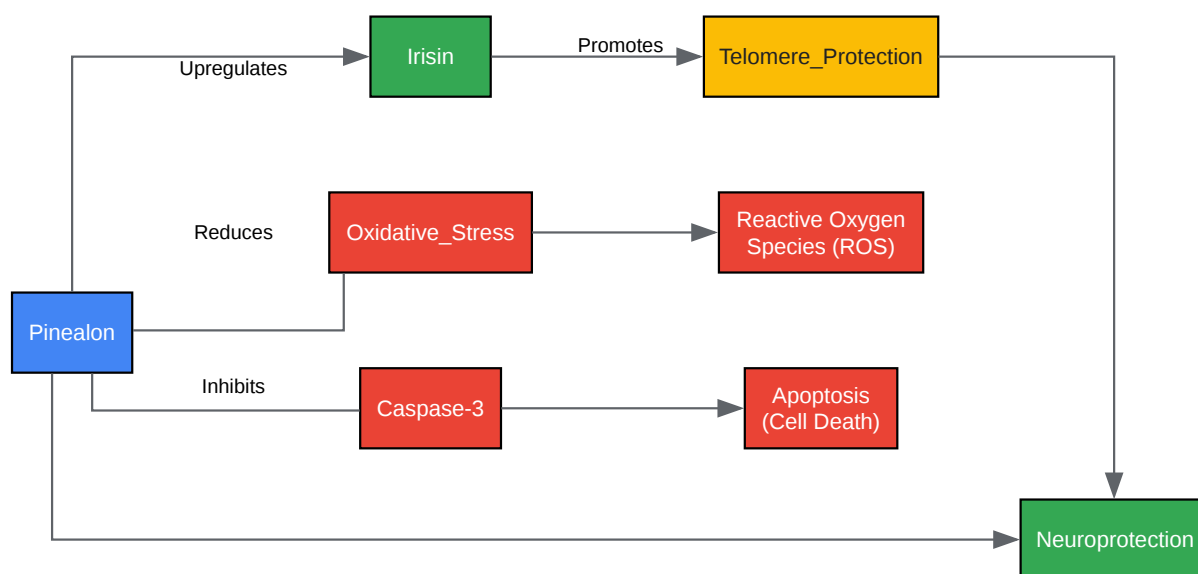 Upregulates
Irisin
Promotes
Telomere_Protection
Reduces
Oxidative_Stress
Reactive Oxygen
Species (ROS)
Pinealon
Inhibits
Caspase-3
Apoptosis
(Cell Death)
Neuroprotection